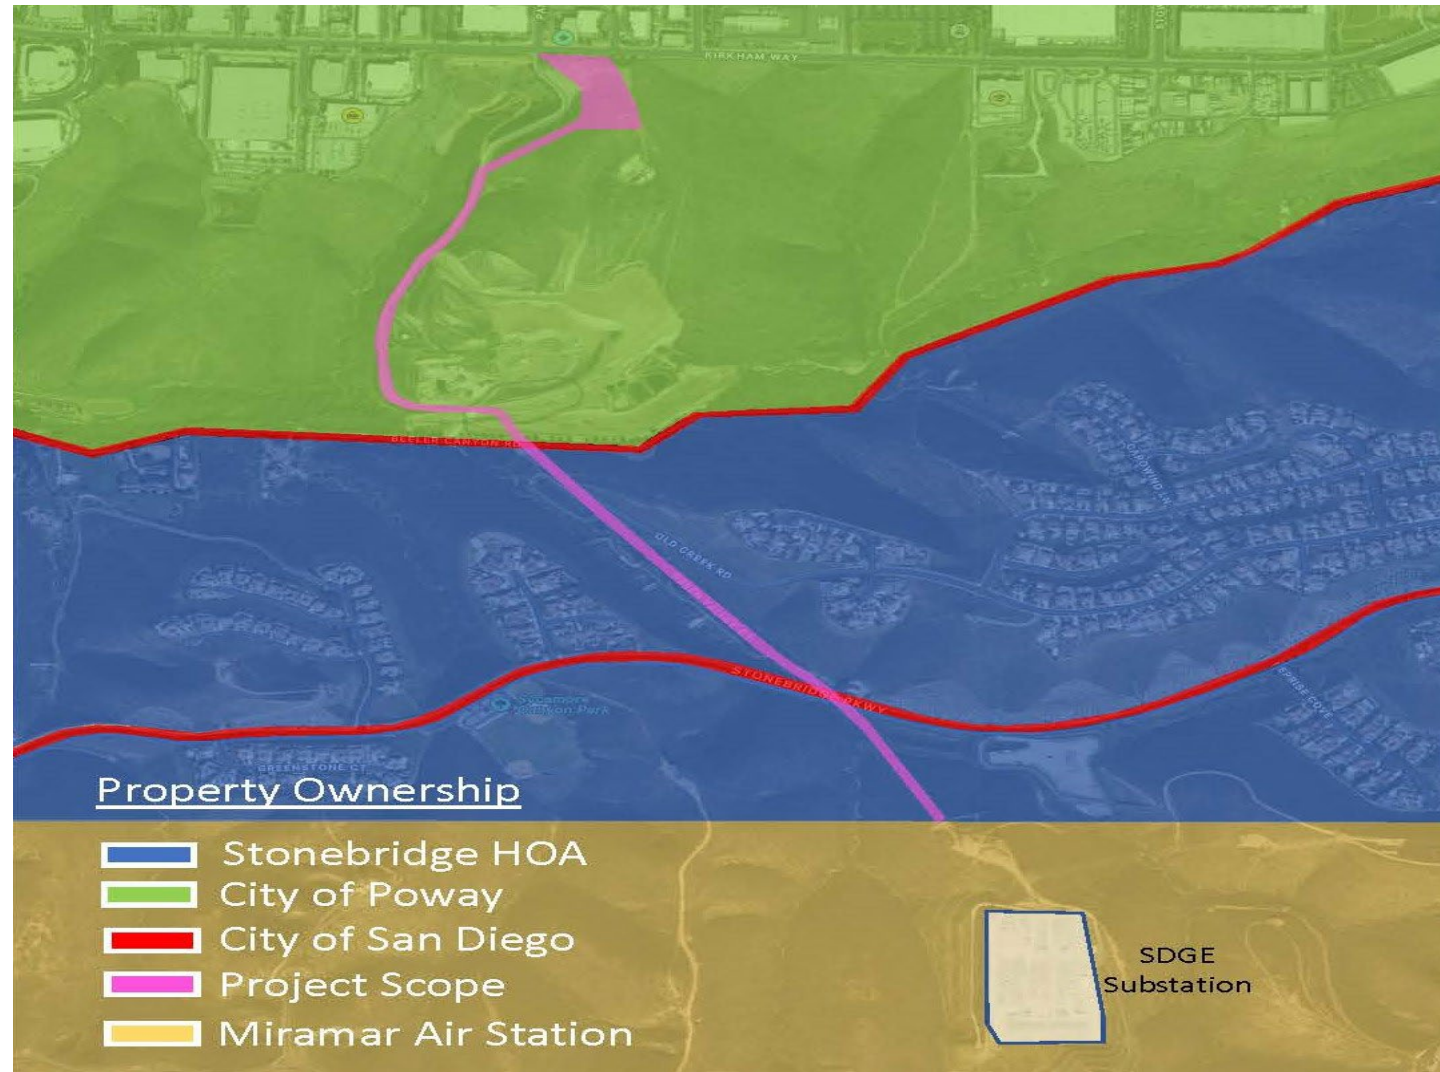 KIRKHAM WAY
BEELER CANYON RD
OLD CREEK RD
STONEBRIDGE PKWY
Sycamore
Canyon Park
GREENSTONE CT
Property Ownership
Stonebridge HOA
City of Poway
City of San Diego
Project Scope
Miramar Air Station
SDGE
Substation